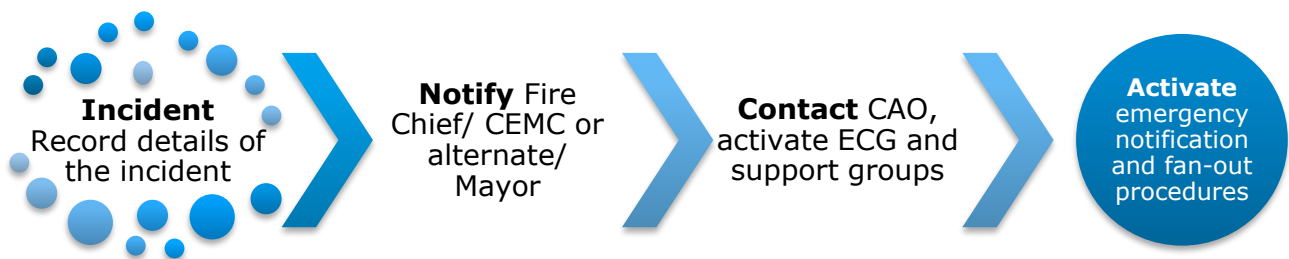 Incident
Record details of
the incident
Notify Fire
Chief/ CEMC or
alternate/
Mayor
Contact CAO,
activate ECG and
support groups
Activate
emergency
notification
and fan-out
procedures